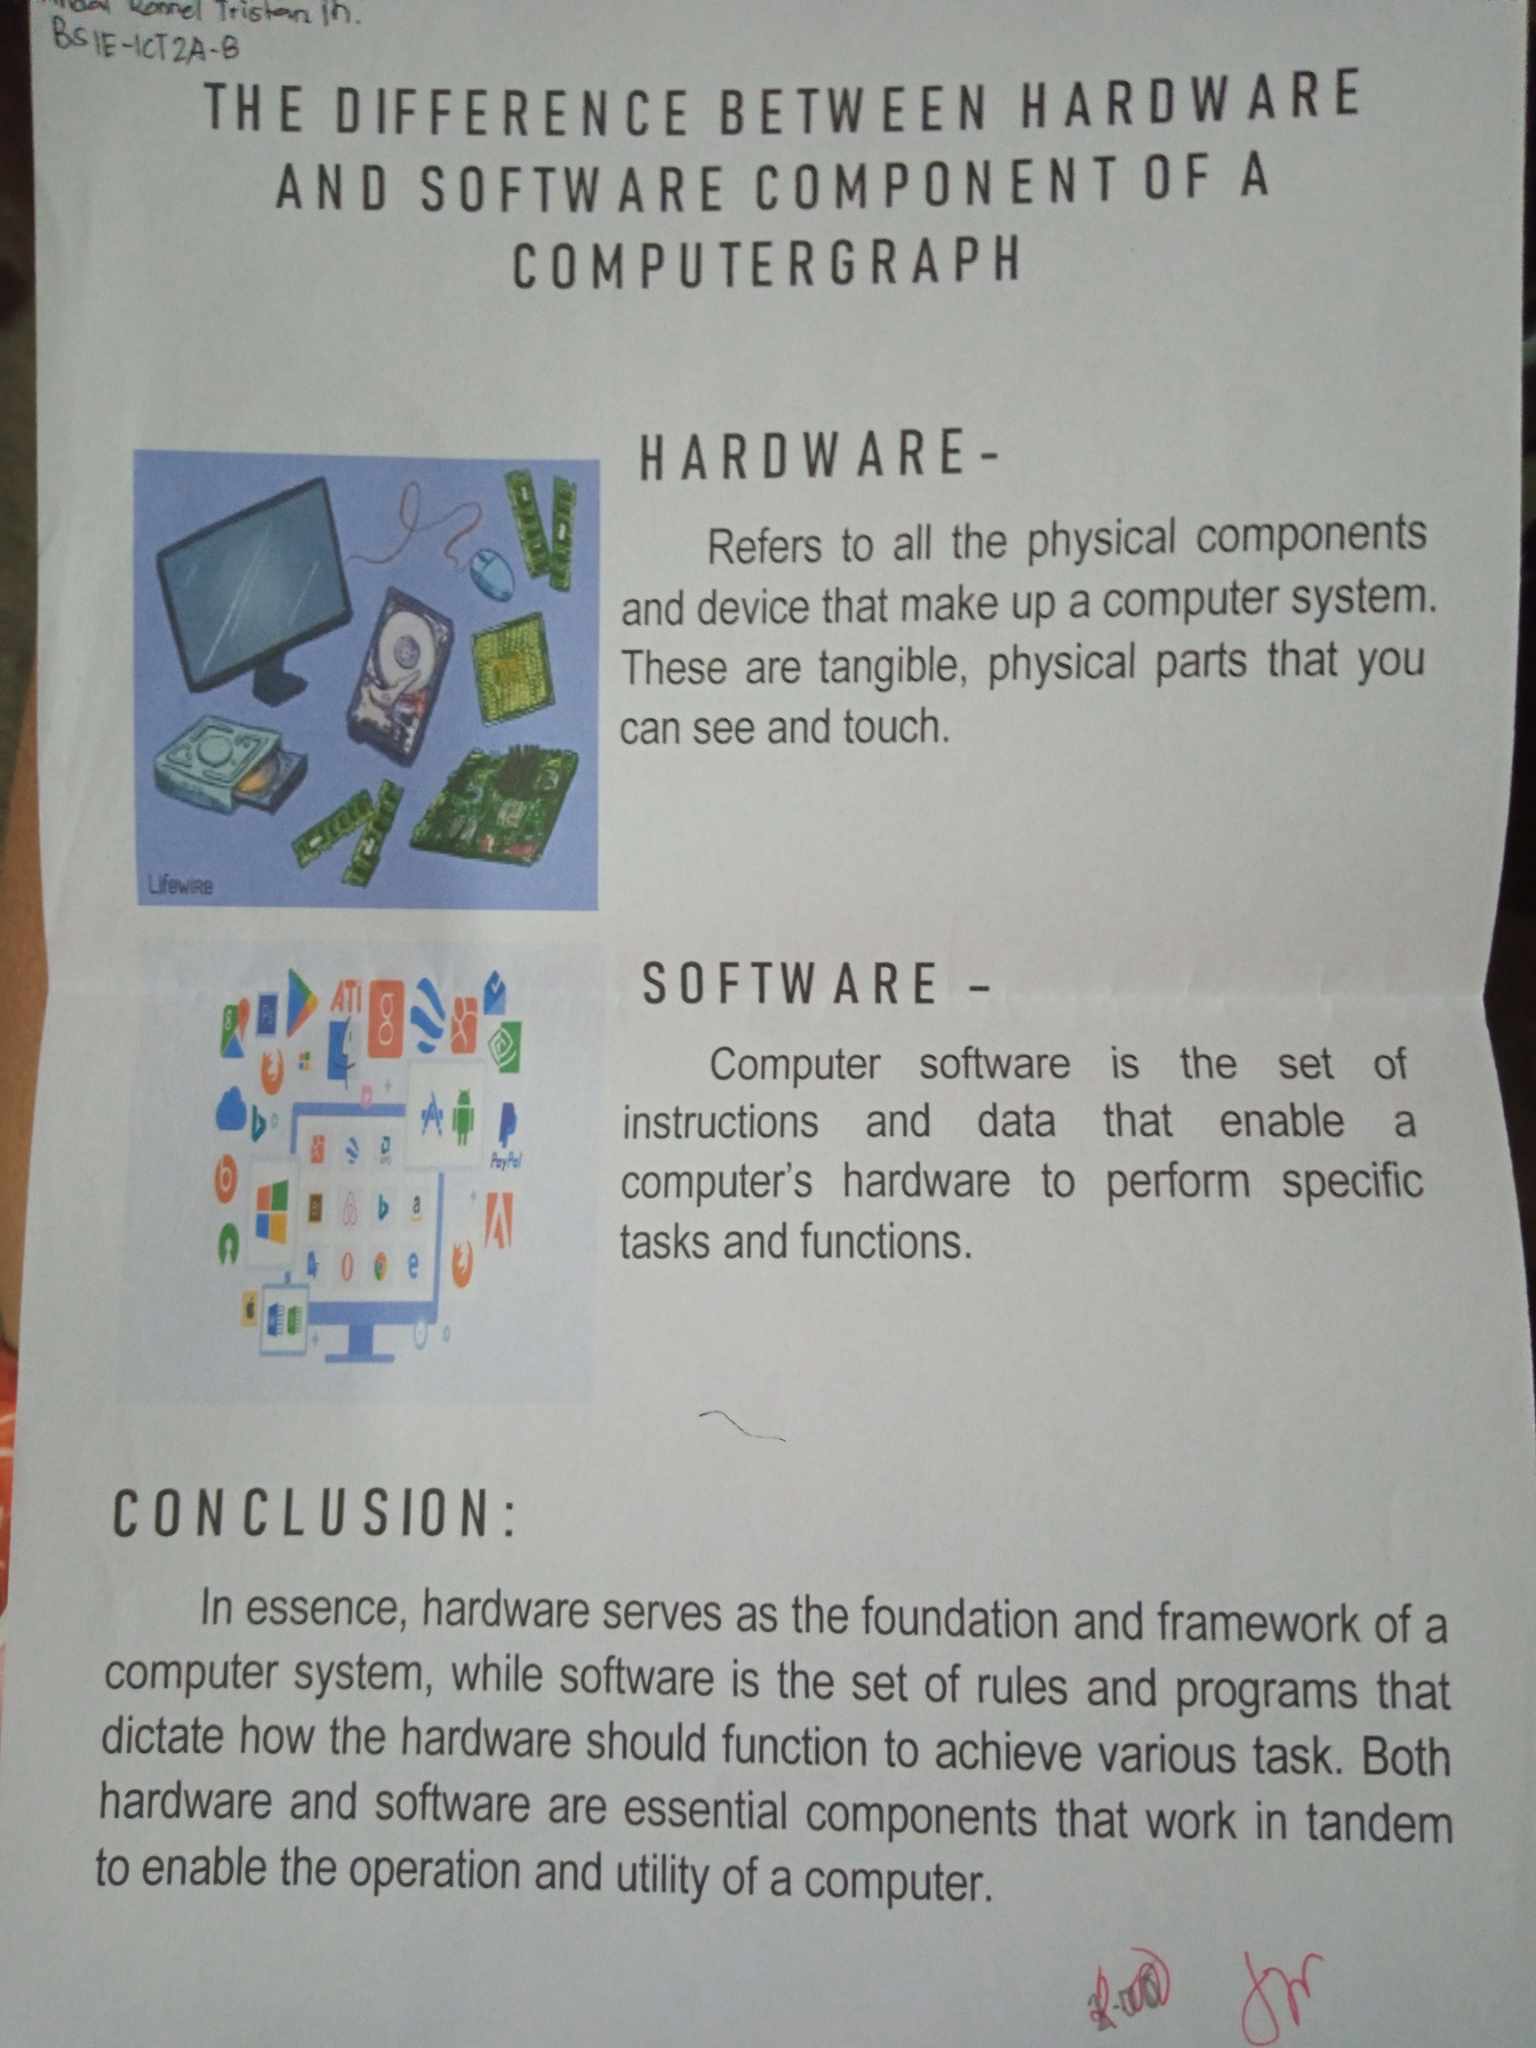 Rommel Tristan M.
BSIE-ICT2A-B
THE DIFFERENCE BETWEEN HARDWARE
AND SOFTWARE COMPONENT OF A
COMPUTERGRAPH
HARDWARE-
Refers to all the physical components
and device that make up a computer system.
These are tangible, physical parts that you
can see and touch.
Lifewire
SOFTWARE -
Computer software is the set of
instructions and data that enable a
computer's hardware to perform specific
tasks and functions.
ATi
PayPal
CONCLUSION:
In essence, hardware serves as the foundation and framework of a
computer system, while software is the set of rules and programs that
dictate how the hardware should function to achieve various task. Both
hardware and software are essential components that work in tandem
to enable the operation and utility of a computer.